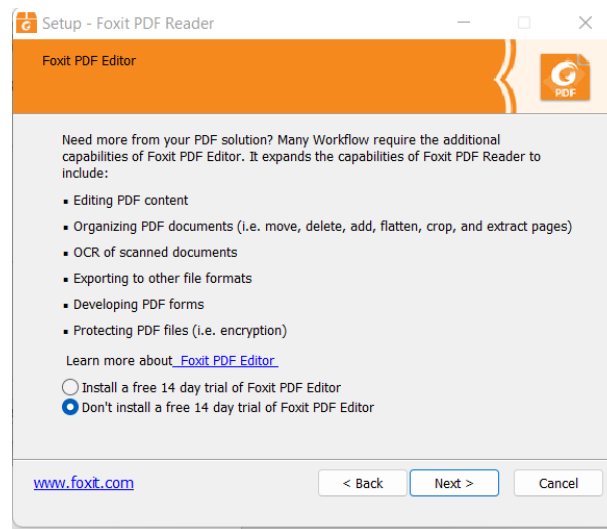 Setup - Foxit PDF Reader
Foxit PDF Editor
PDF
Need more from your PDF solution? Many Workflow require the additional
capabilities of Foxit PDF Editor. It expands the capabilities of Foxit PDF Reader to
include:
▪ Editing PDF content
▪ Organizing PDF documents (i.e. move, delete, add, flatten, crop, and extract pages)
▪ OCR of scanned documents
▪ Exporting to other file formats
▪ Developing PDF forms
▪ Protecting PDF files (i.e. encryption)
Learn more about Foxit PDF Editor
Install a free 14 day trial of Foxit PDF Editor
Don't install a free 14 day trial of Foxit PDF Editor
www.foxit.com
< Back
Next >
Cancel